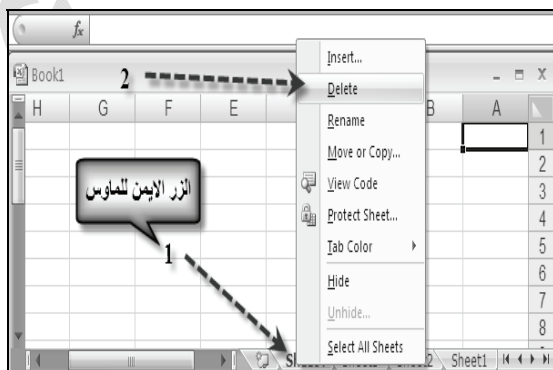 fx
Book1
2
H G F E B A
1
2
3
4
5
6
7
8
Insert...
Delete
Rename
Move or Copy...
View Code
Protect Sheet...
Tab Color
Hide
Unhide...
Select All Sheets
الزر الايمن للماوس
1
Sheet1